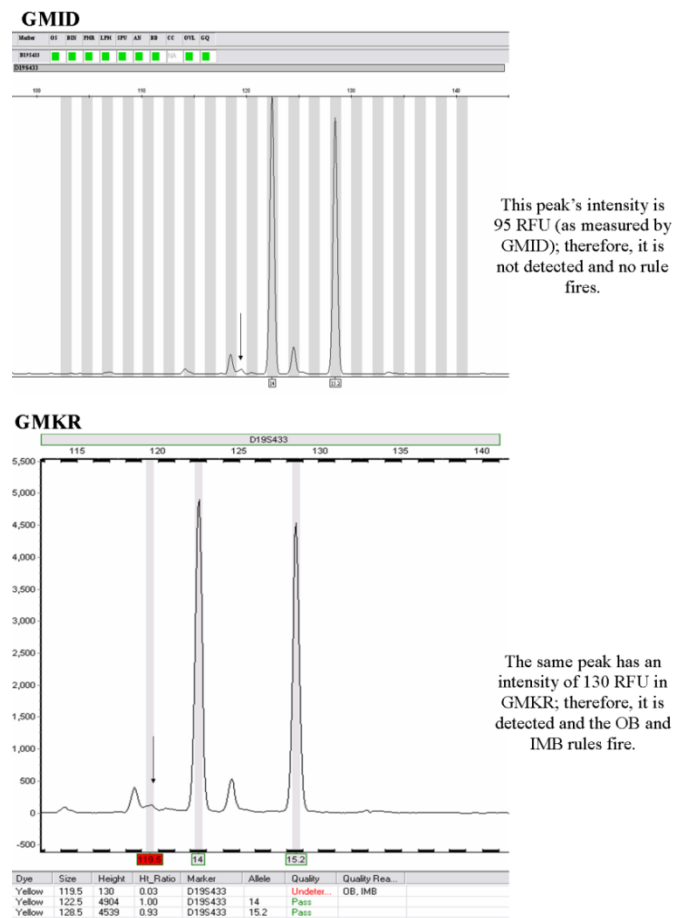 GMID
Marker OS BIN PHR LPH SPU AN BD CC OVL GQ
D19S433
D19S433
100 110 120 130 140
This peak's intensity is
95 RFU (as measured by
GMID); therefore, it is
not detected and no rule
fires.
14 15.2
GMKR
D19S433
115 120 125 130 135 140
5,500
5,000
4,500
4,000
3,500
3,000
2,500
2,000
1,500
1,000
500
0
-500
The same peak has an
intensity of 130 RFU in
GMKR; therefore, it is
detected and the OB and
IMB rules fire.
119.5 14 15.2
Dye Size Height Ht_Ratio Marker Allele Quality Quality Rea...
Yellow 119.5 130 0.03 D19S433 Undeter... OB, IMB
Yellow 122.5 4904 1.00 D19S433 14 Pass
Yellow 128.5 4539 0.93 D19S433 15.2 Pass